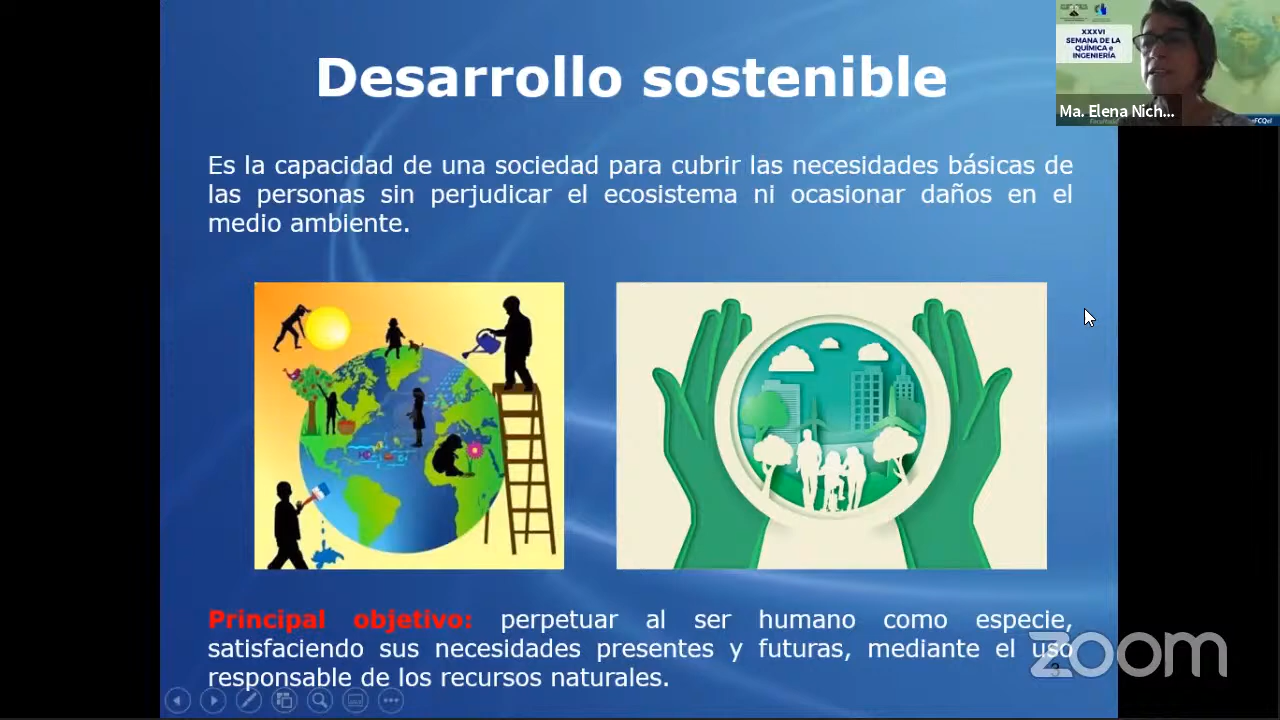 Desarrollo sostenible
Es la capacidad de una sociedad para cubrir las necesidades básicas de
las personas sin perjudicar el ecosistema ni ocasionar daños en el
medio ambiente.
XXXVI
SEMANA DE LA
QUÍMICA e
INGENIERÍA
Ma. Elena Nich...
Principal objetivo: perpetuar al ser humano como especie,
satisfaciendo sus necesidades presentes y futuras, mediante el uso
responsable de los recursos naturales.
3
zoom